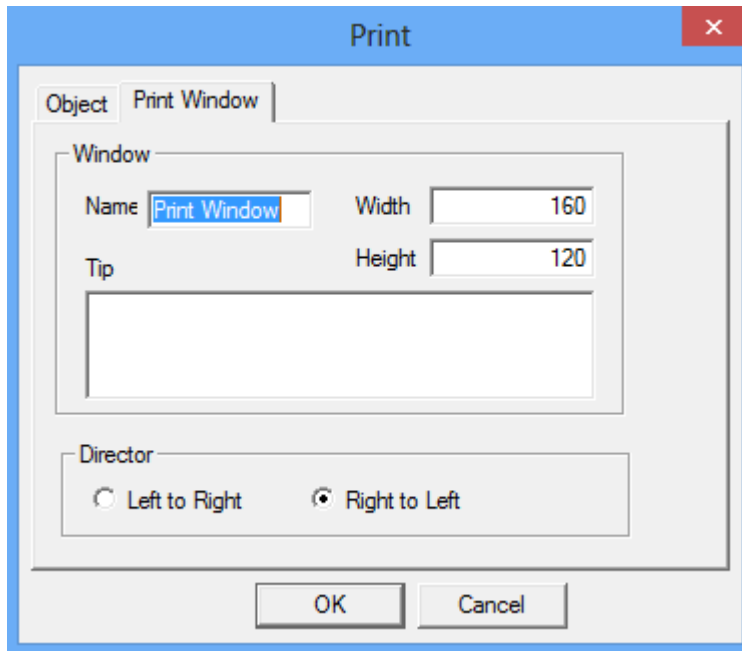 Print
Object Print Window
Window
Name Print Window Width 160
Height 120
Tip
Director
Left to Right Right to Left
OK Cancel